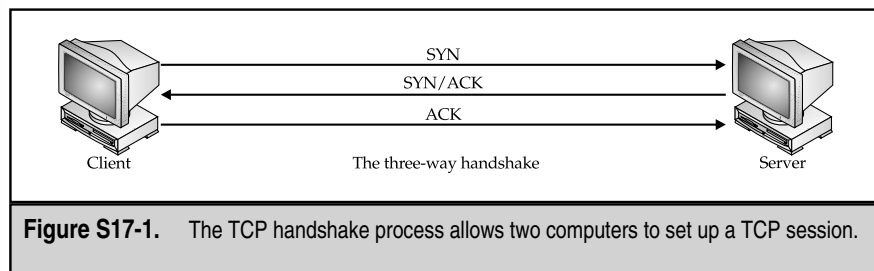 SYN
SYN/ACK
ACK
Client The three-way handshake Server
Figure S17-1. The TCP handshake process allows two computers to set up a TCP session.